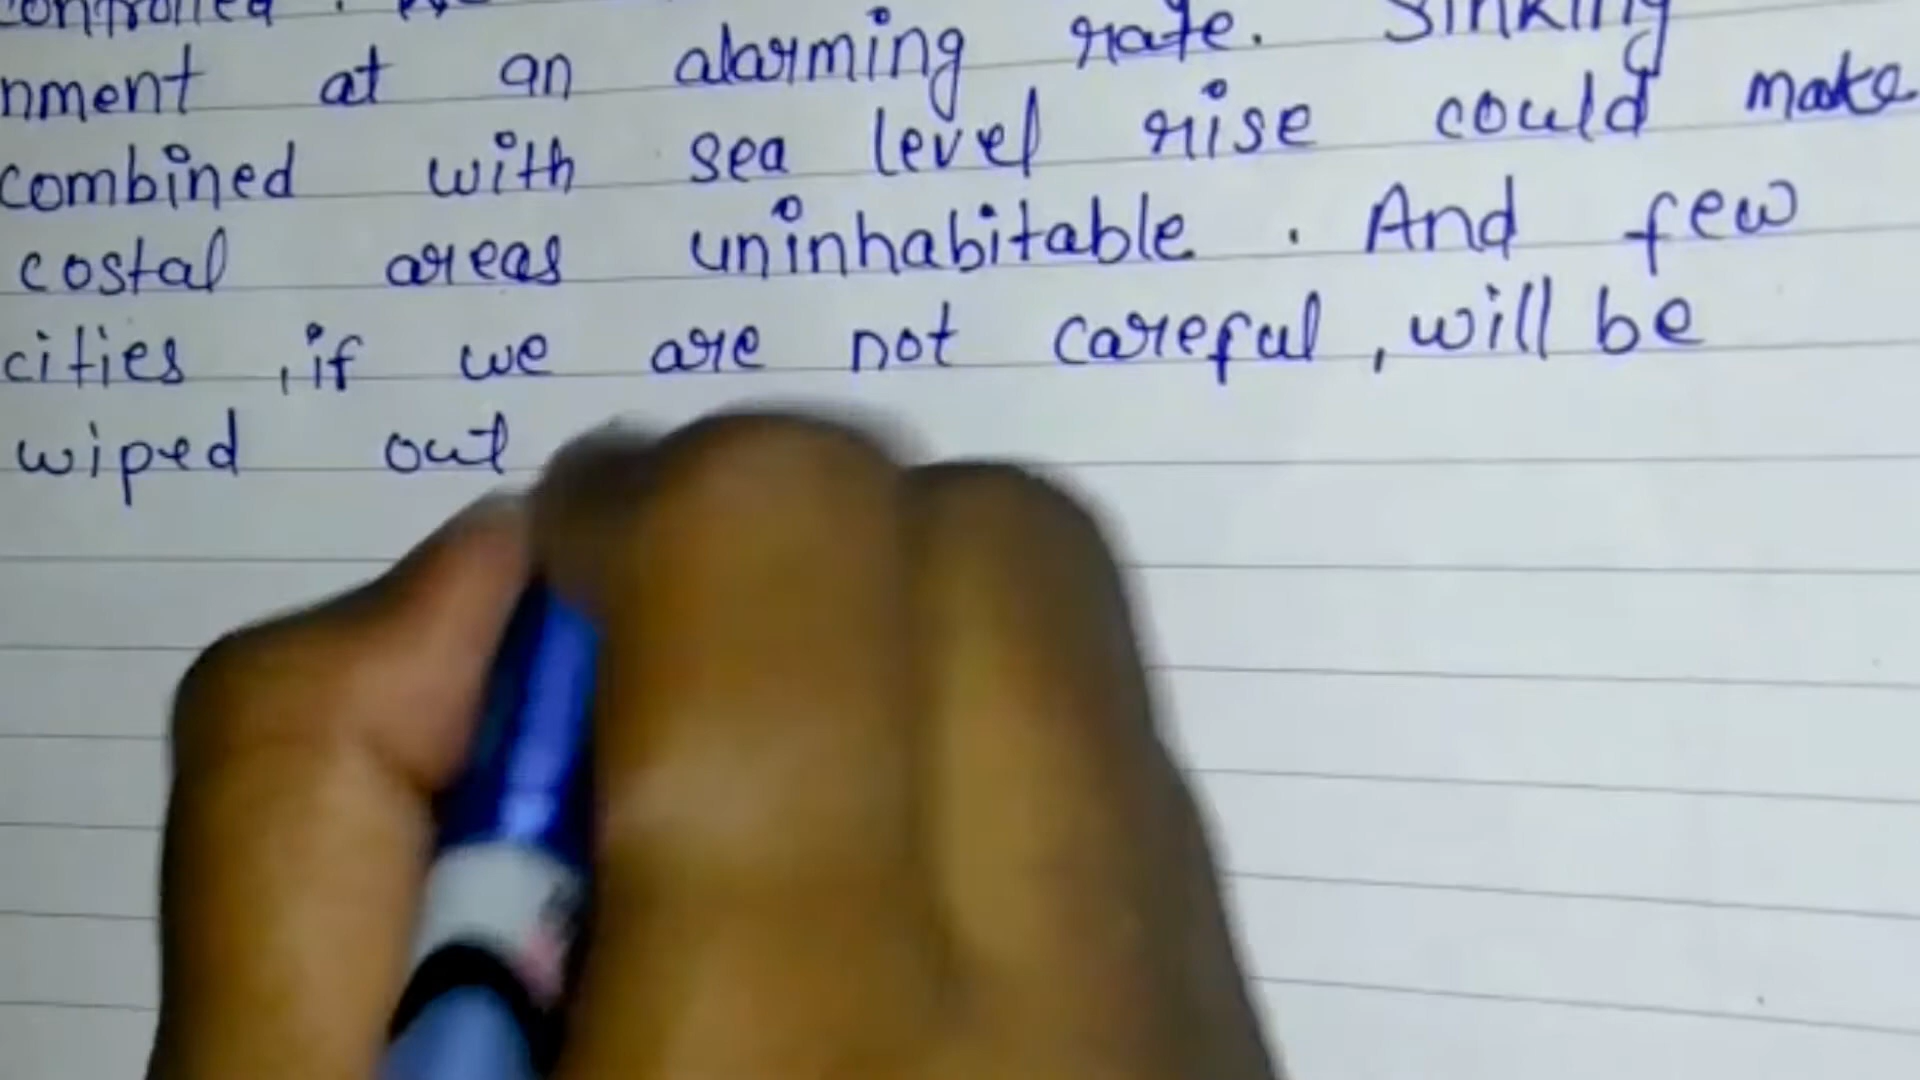 controlled .
nment at an alarming rate. Sinking
combined with sea level rise could make
costal areas uninhabitable . And few
cities , if we are not careful , will be
wiped out